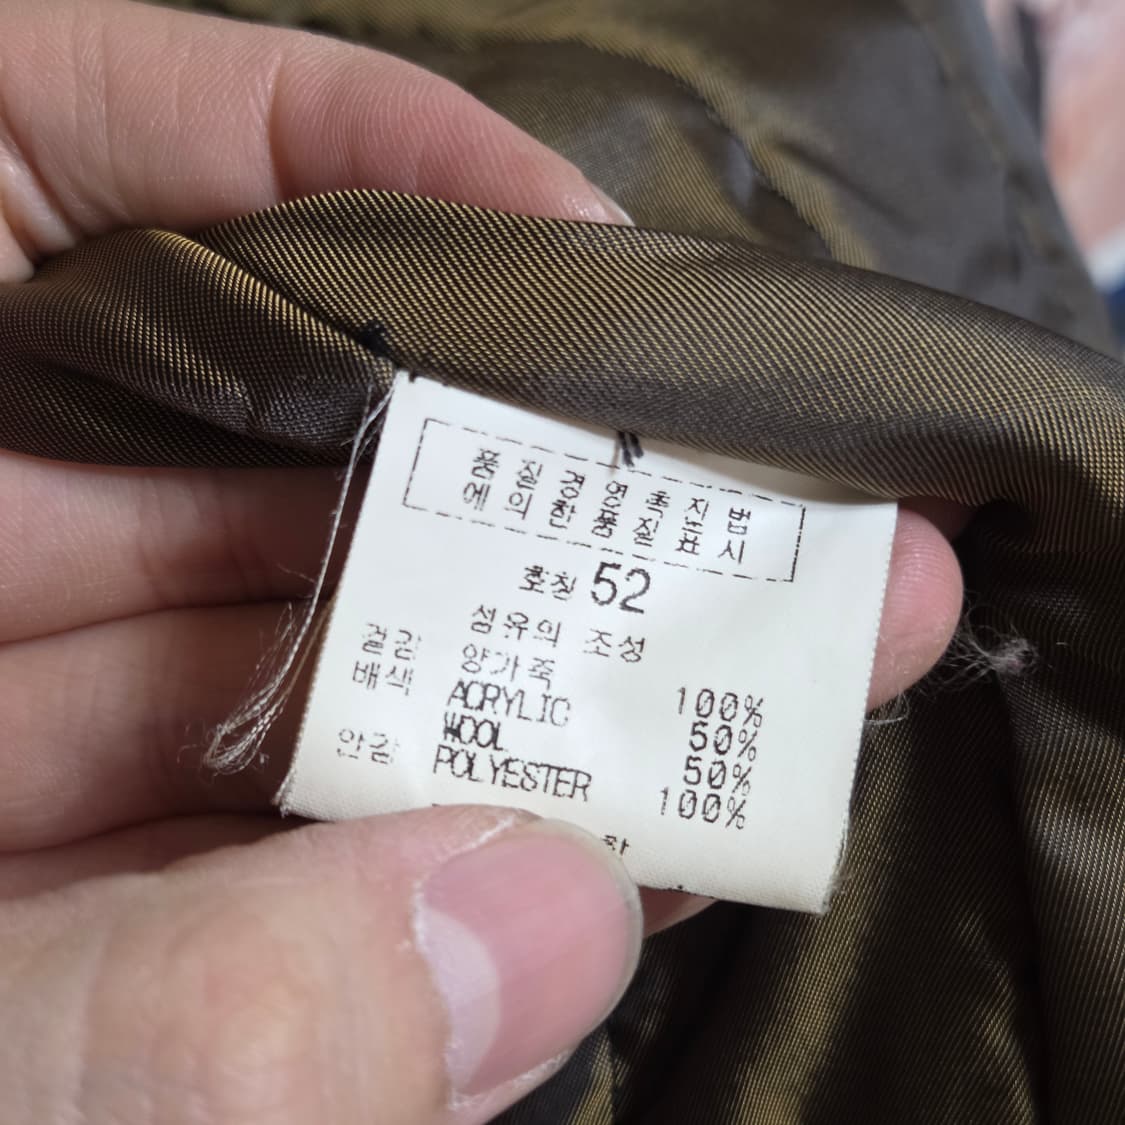 품질경영촉진법
에의한품질표시
호칭 52
섬유의 조성
겉감 양가죽 100%
배색 ACRYLIC 50%
WOOL 50%
안감 POLYESTER 100%